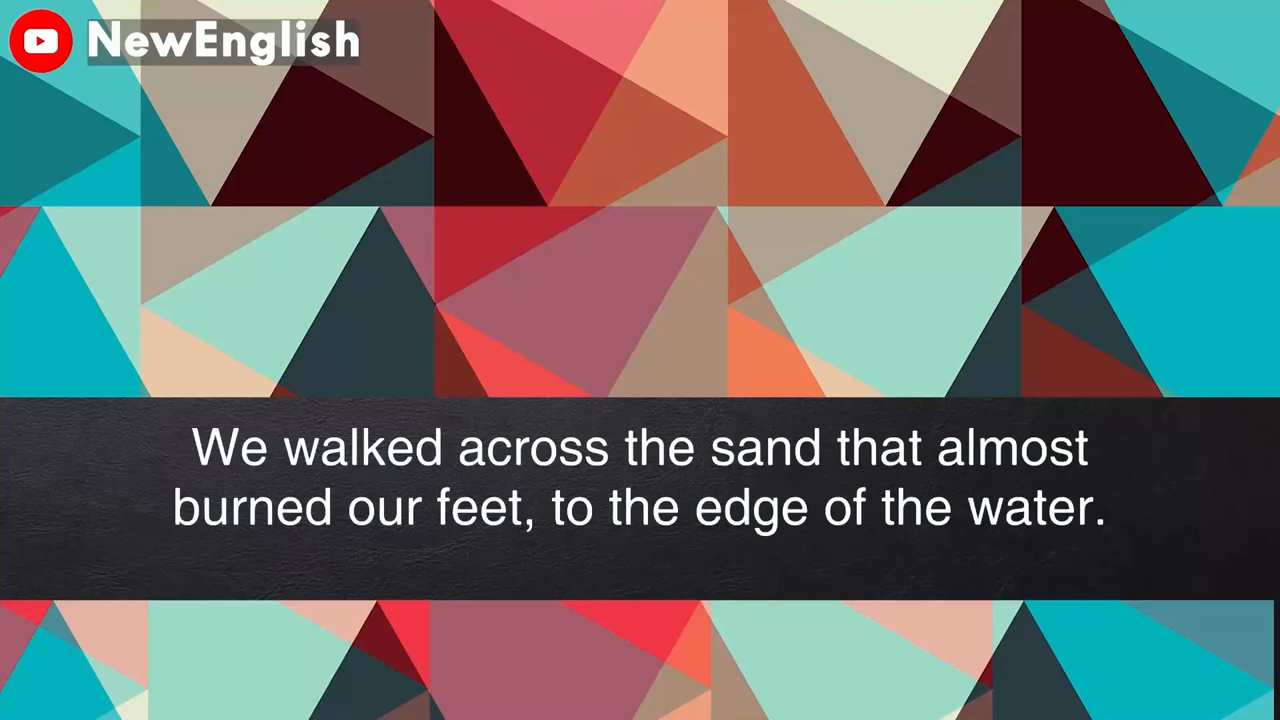 NewEnglish
We walked across the sand that almost
burned our feet, to the edge of the water.